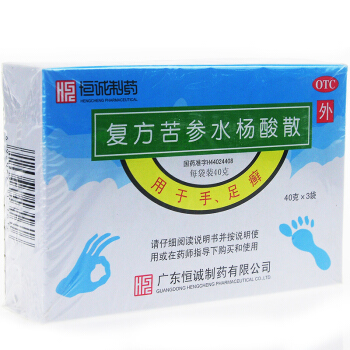 恒诚制药
HENGCHENG PHARMACEUTICAL
OTC
外
复方苦参水杨酸散
国药准字H4024408
每袋装40克
用于手、足癣
40克×3袋
请仔细阅读说明书并按说明使
用或在药师指导下购买和使用
广东恒诚制药有限公司
GUANGDONG HENGCHENG PHARMACEUTICAL CO.,LTD